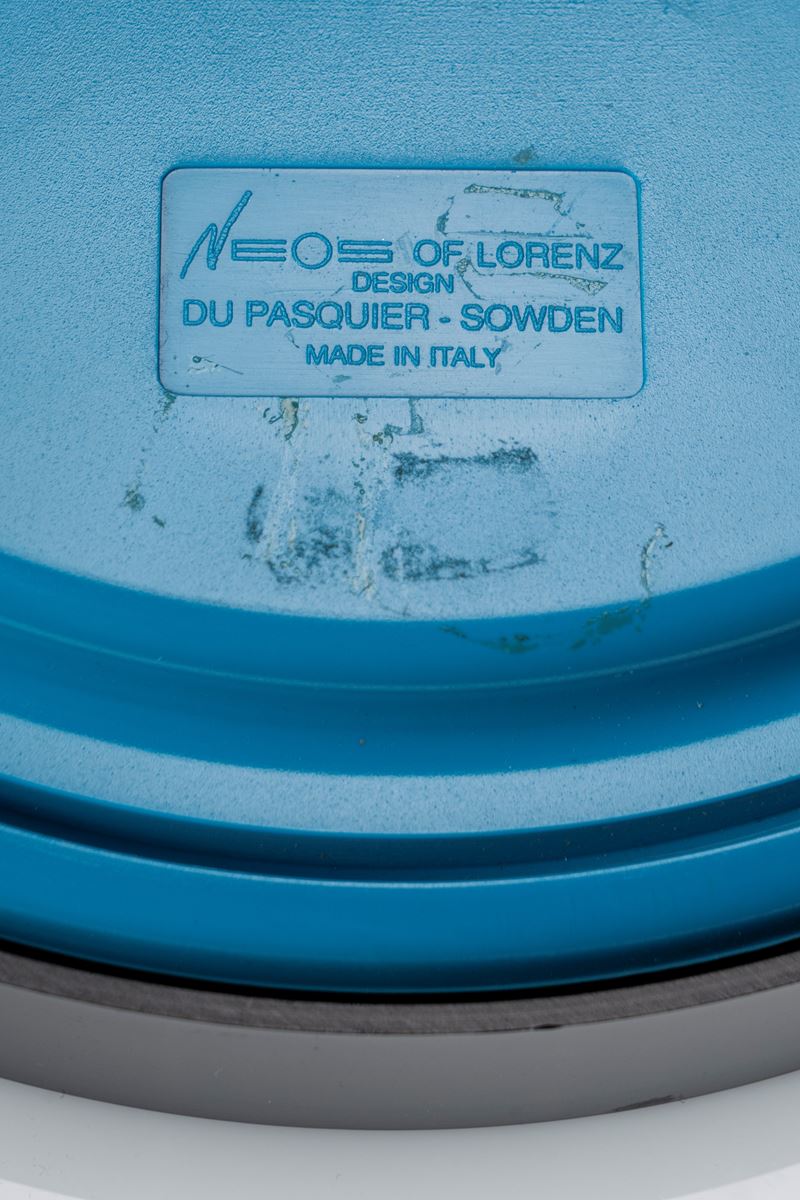 NEOS OF LORENZ
DESIGN
DU PASQUIER - SOWDEN
MADE IN ITALY